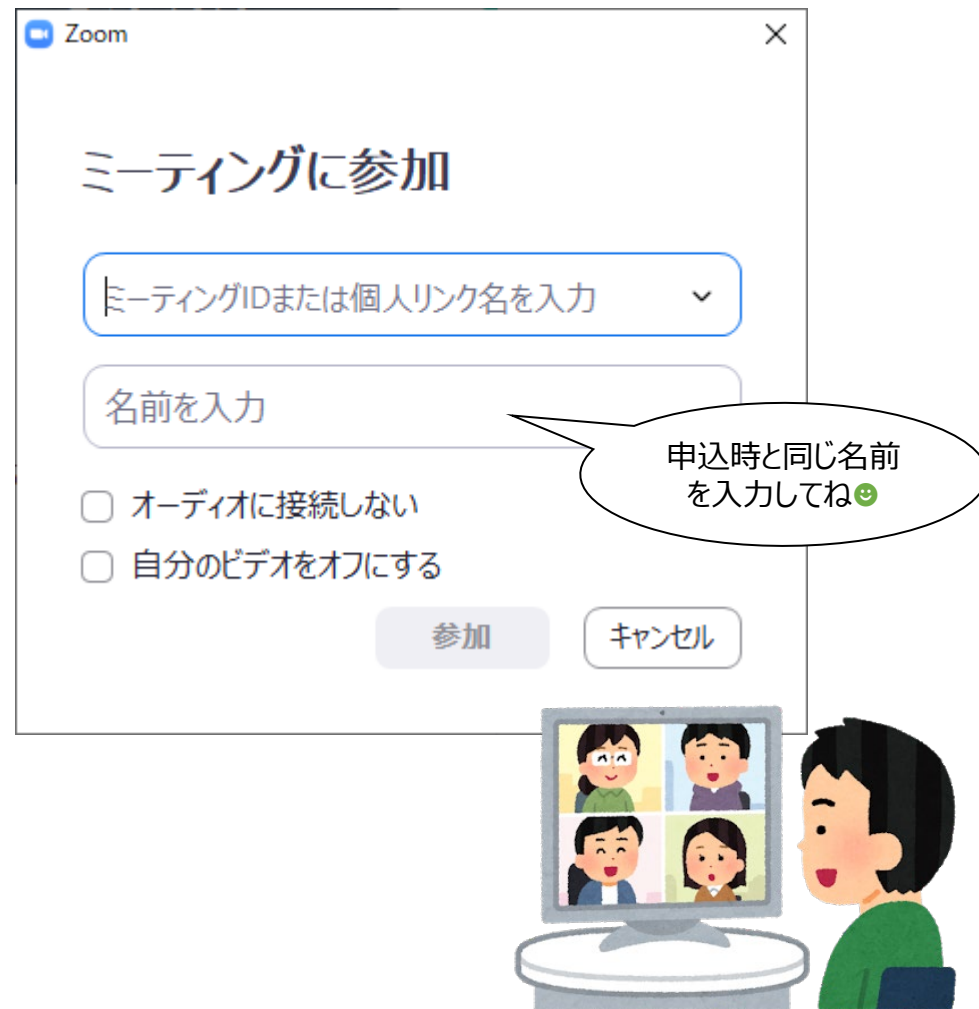 Zoom
ミーティングに参加
ミーティングIDまたは個人リンク名を入力
名前を入力
申込時と同じ名前
を入力してね
オーディオに接続しない
自分のビデオをオフにする
参加
キャンセル